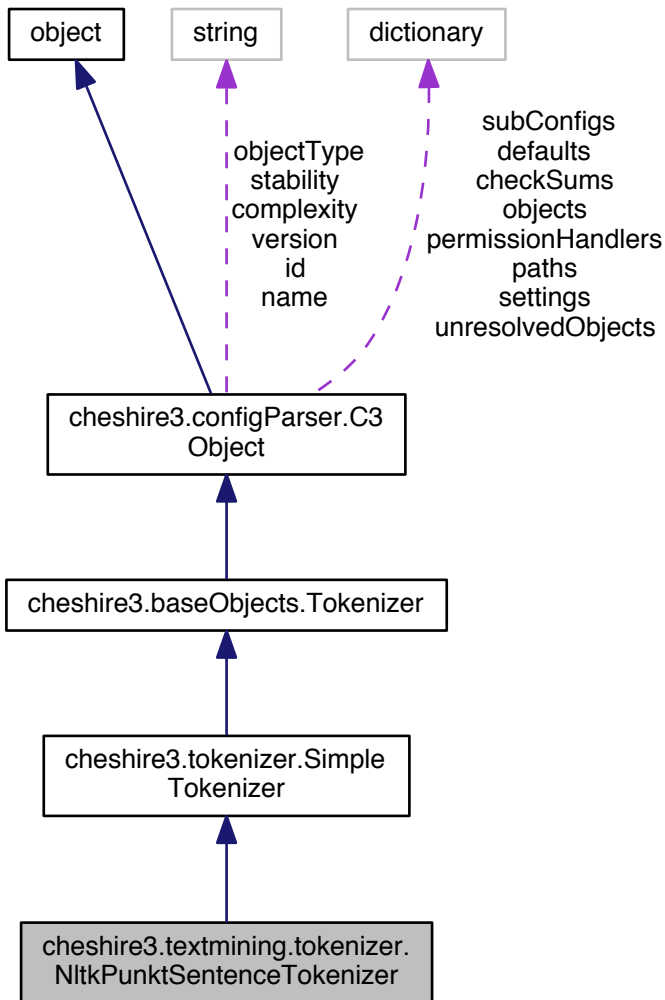 object
string
dictionary
objectType
stability
complexity
version
id
name
subConfigs
defaults
checkSums
objects
permissionHandlers
paths
settings
unresolvedObjects
cheshire3.configParser.C3
Object
cheshire3.baseObjects.Tokenizer
cheshire3.tokenizer.Simple
Tokenizer
cheshire3.textmining.tokenizer.
NltkPunktSentenceTokenizer